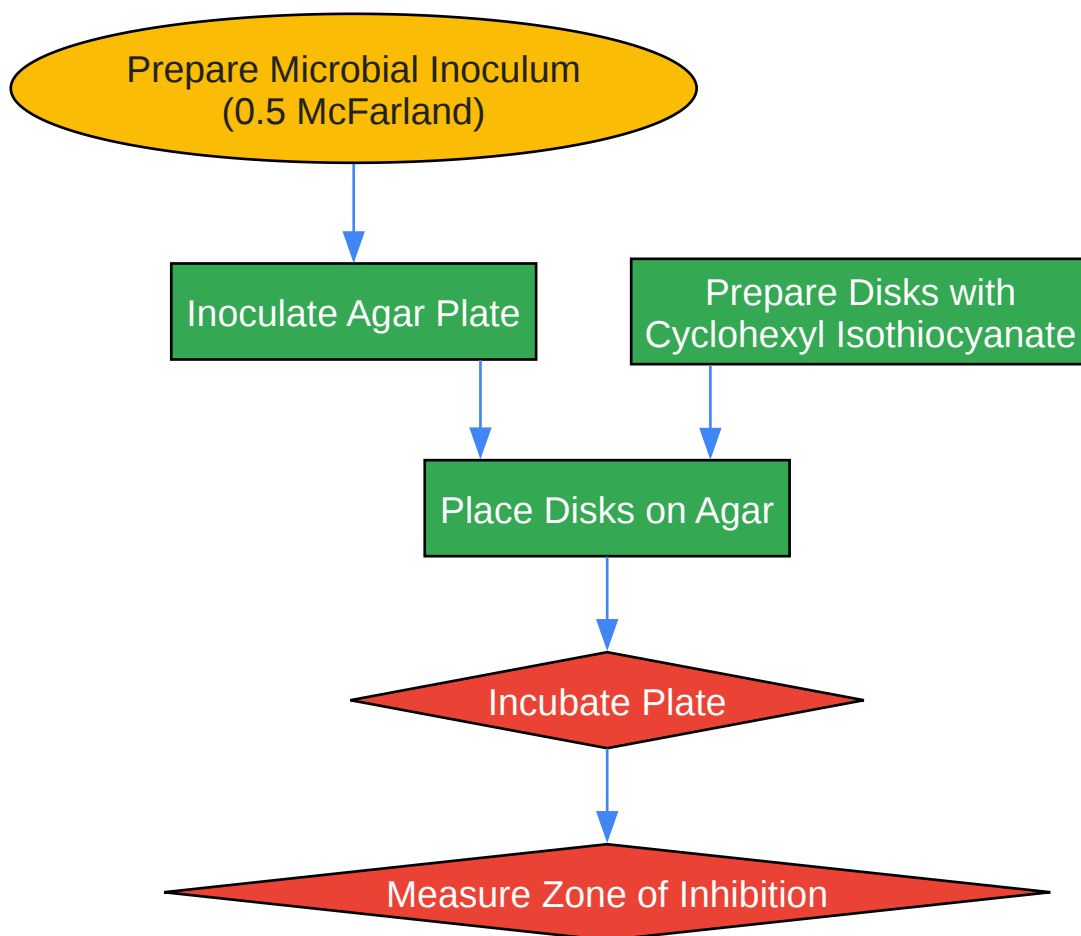 Prepare Microbial Inoculum
(0.5 McFarland)
Inoculate Agar Plate
Prepare Disks with
Cyclohexyl Isothiocyanate
Place Disks on Agar
Incubate Plate
Measure Zone of Inhibition